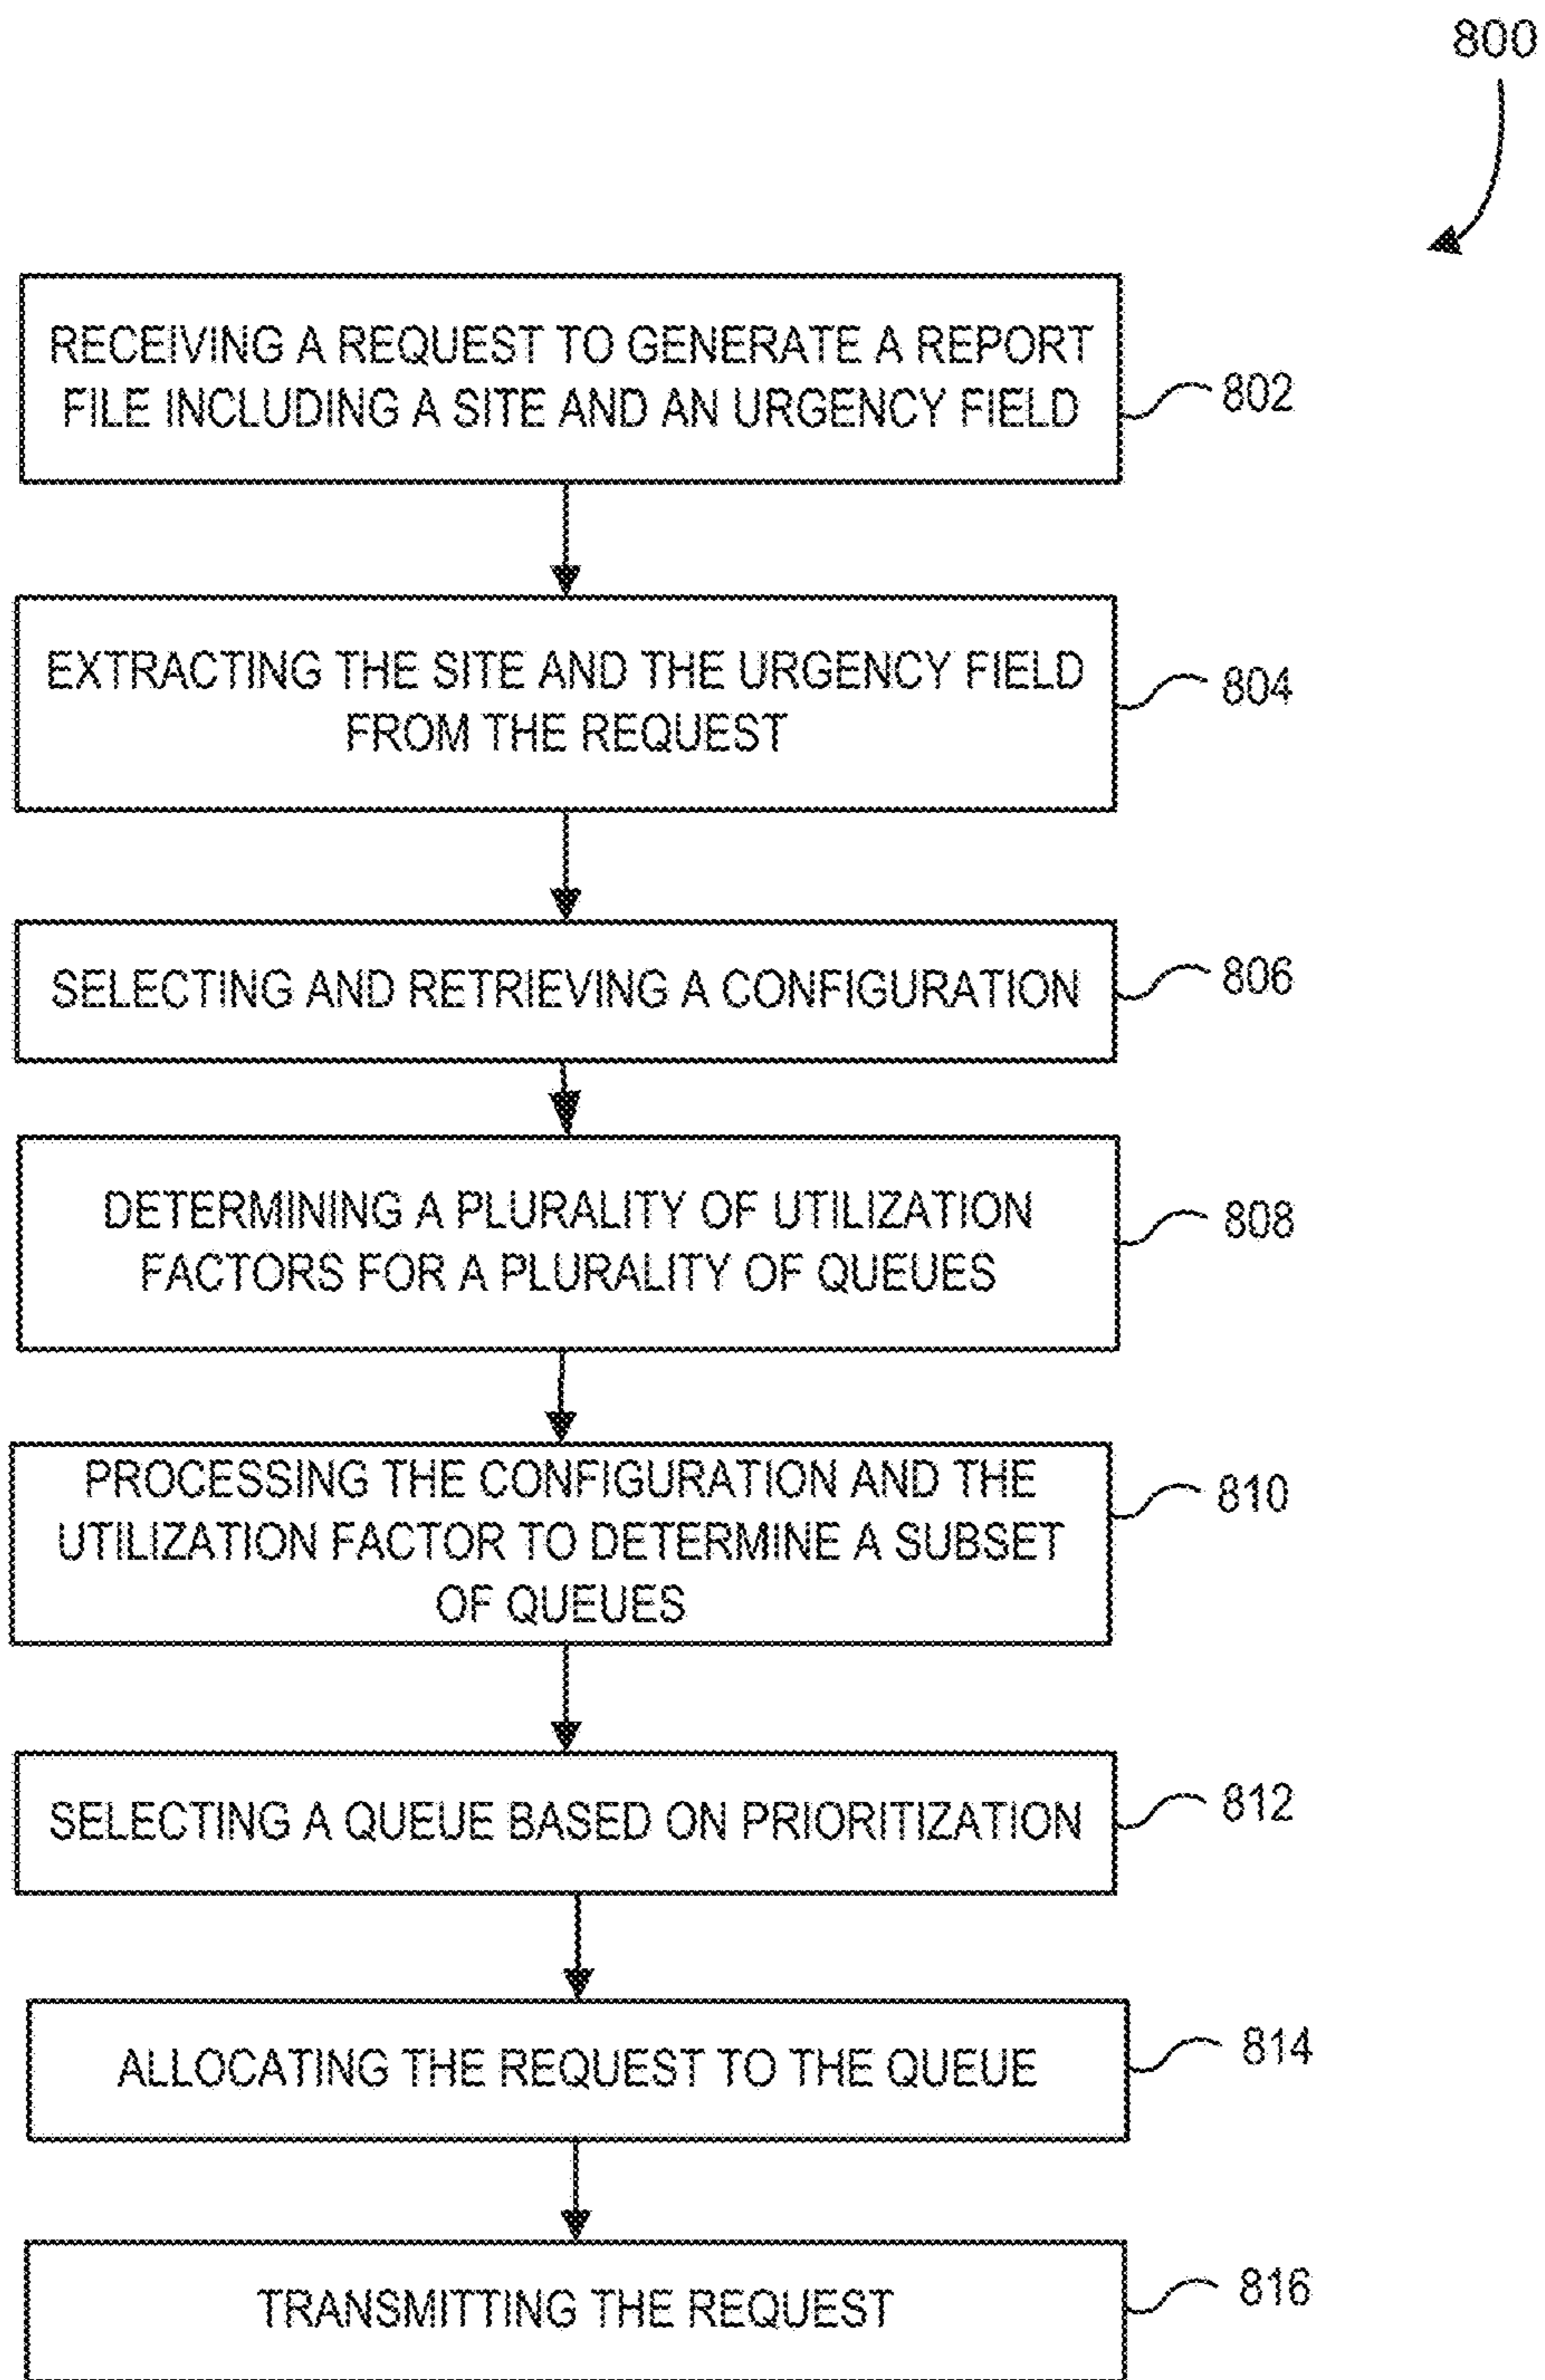 800
RECEIVING A REQUEST TO GENERATE A REPORT
FILE INCLUDING A SITE AND AN URGENCY FIELD
802
EXTRACTING THE SITE AND THE URGENCY FIELD
FROM THE REQUEST
804
SELECTING AND RETRIEVING A CONFIGURATION
806
DETERMINING A PLURALITY OF UTILIZATION
FACTORS FOR A PLURALITY OF QUEUES
808
PROCESSING THE CONFIGURATION AND THE
UTILIZATION FACTOR TO DETERMINE A SUBSET
OF QUEUES
810
SELECTING A QUEUE BASED ON PRIORITIZATION
812
ALLOCATING THE REQUEST TO THE QUEUE
814
TRANSMITTING THE REQUEST
816